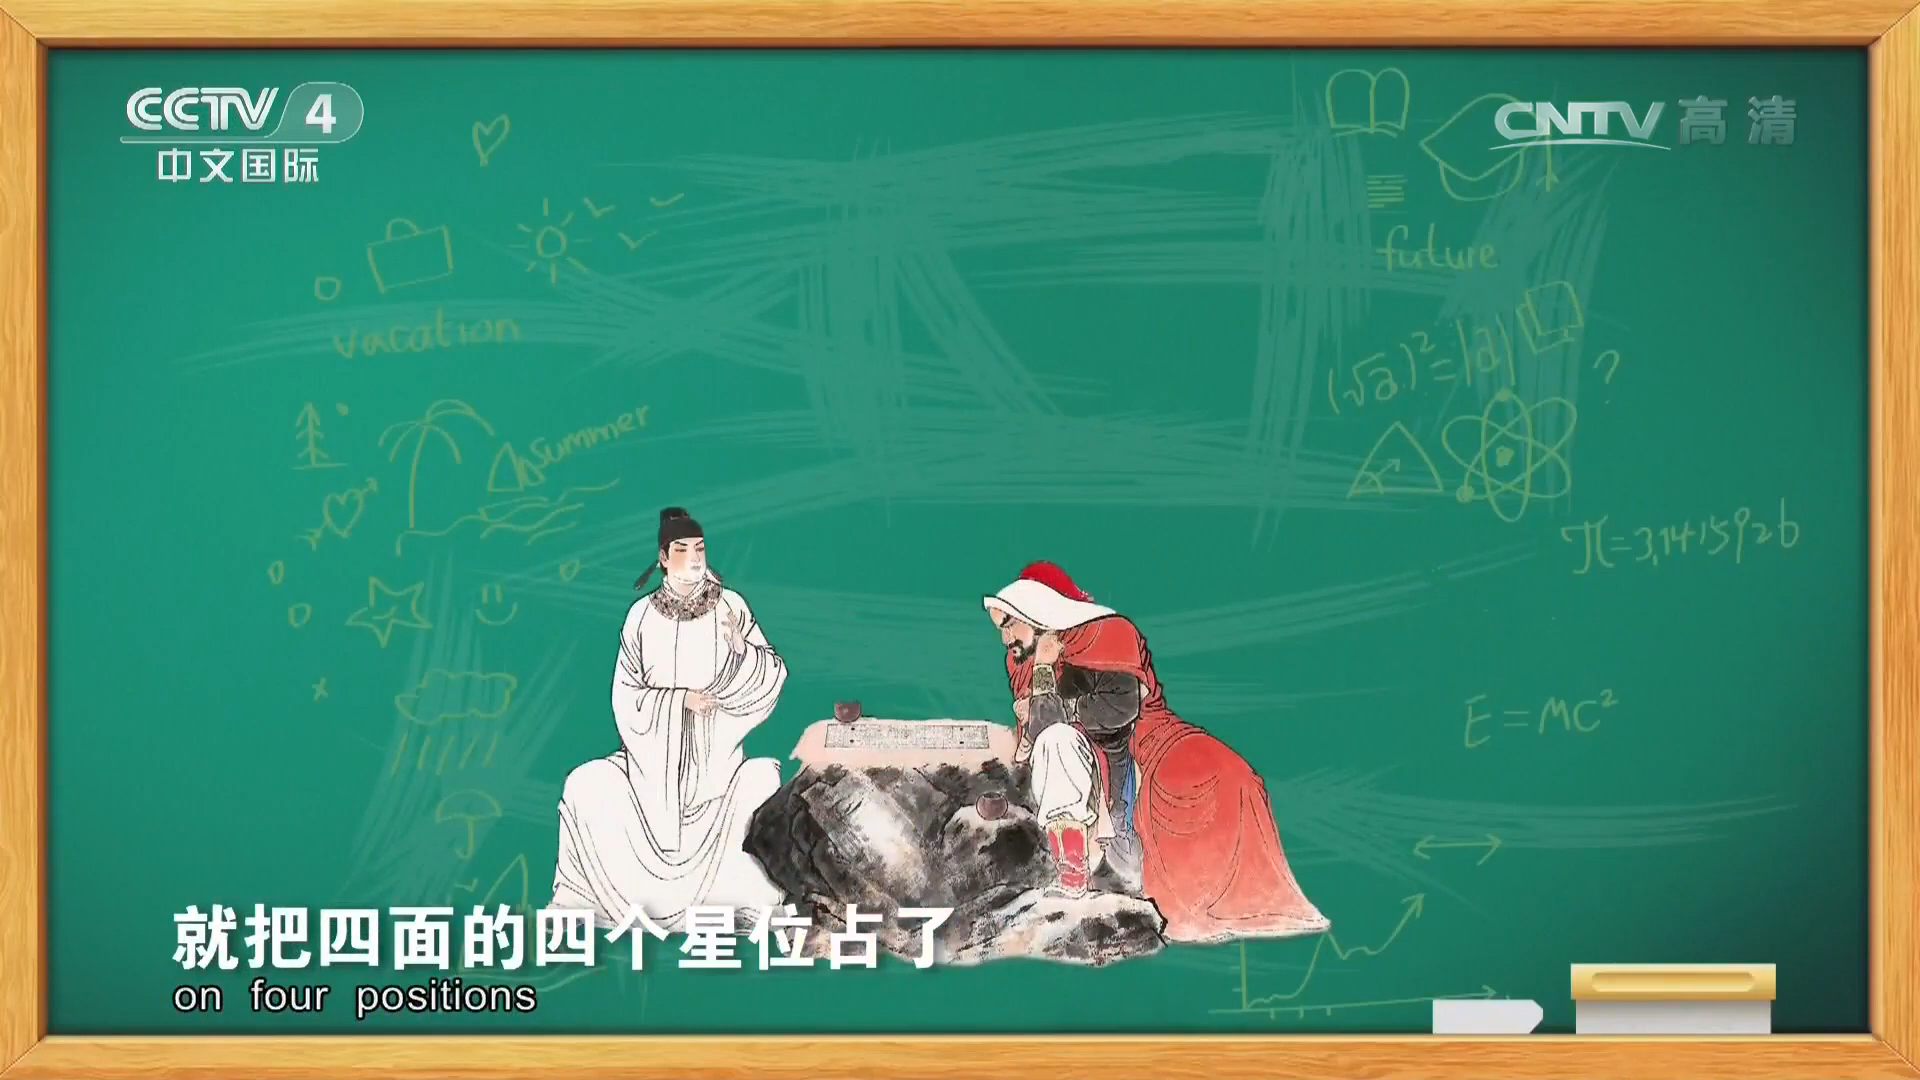 CCTV 4
中文国际
CNTV 高清
future
vacation
(√a)²=|a|
?
summer
π=3.1415926
E=MC²
就把四面的四个星位占了
on four positions